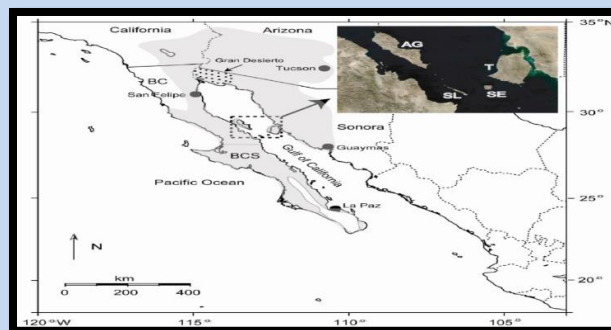 California
Arizona
35°N
Gran Desierto
BC
Tucson
AG
T
San Felipe
SL
SE
30°
Sonora
Guaymas
BCS
Gulf of California
Pacific Ocean
25°
La Paz
N
km
0 200 400
20°
120°W 115° 110° 105°